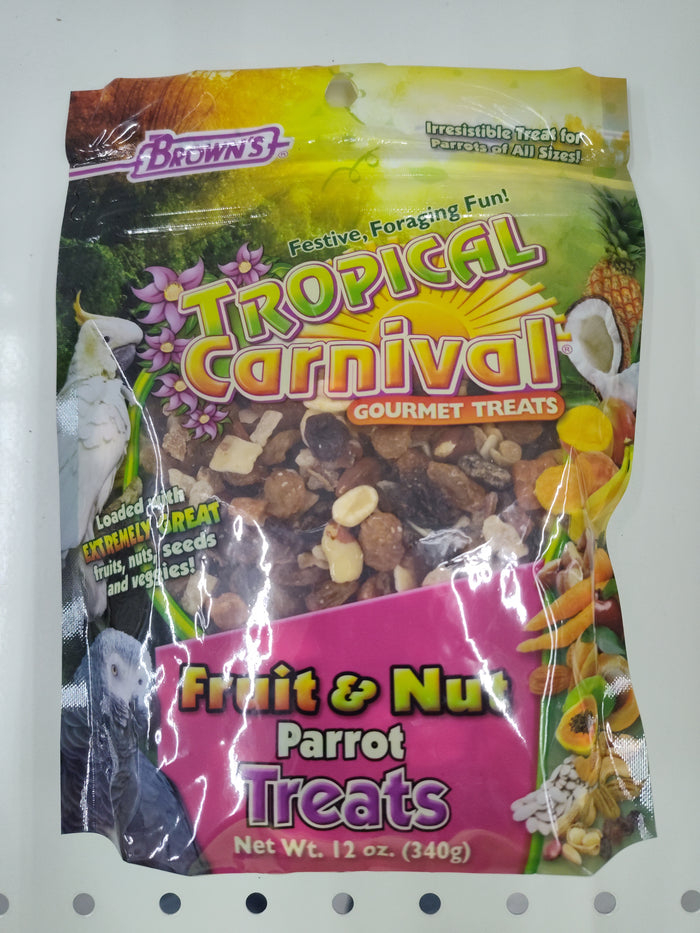 BROWN'S®
Irresistible Treat for
Parrots of All Sizes!
Festive, Foraging Fun!
TROPICAL
Carnival®
GOURMET TREATS
Loaded with
EXTREMELY GREAT
fruits, nuts, seeds
and veggies!
Fruit & Nut
Parrot
Treats
Net Wt. 12 oz. (340g)